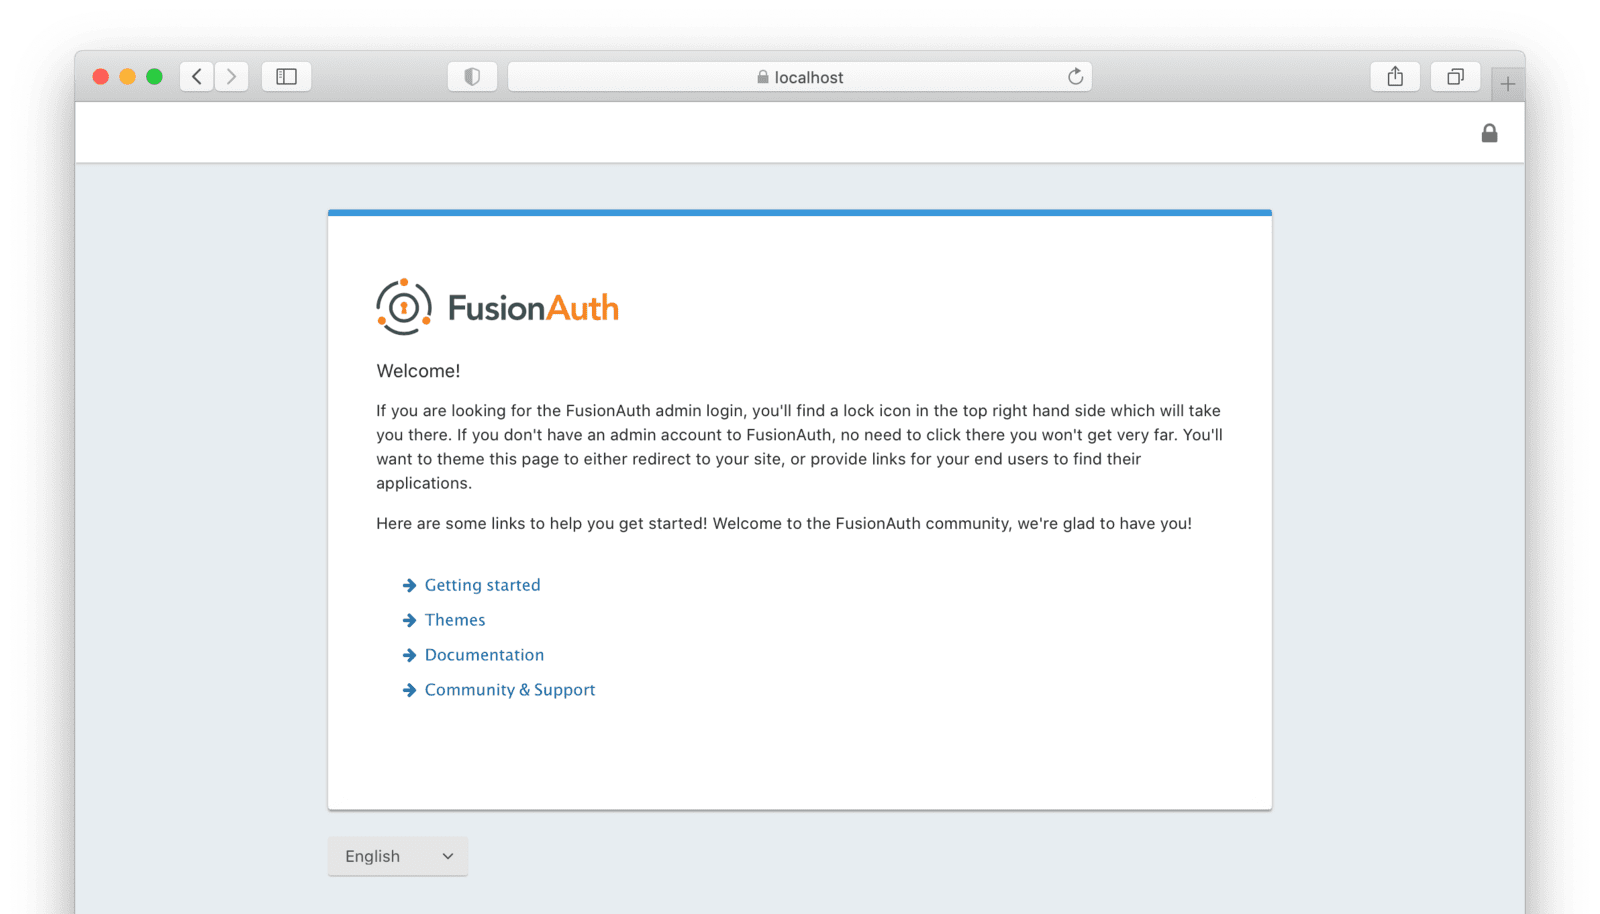 localhost
FusionAuth
Welcome!
If you are looking for the FusionAuth admin login, you'll find a lock icon in the top right hand side which will take
you there. If you don't have an admin account to FusionAuth, no need to click there you won't get very far. You'll
want to theme this page to either redirect to your site, or provide links for your end users to find their
applications.
Here are some links to help you get started! Welcome to the FusionAuth community, we're glad to have you!
Getting started
Themes
Documentation
Community & Support
English